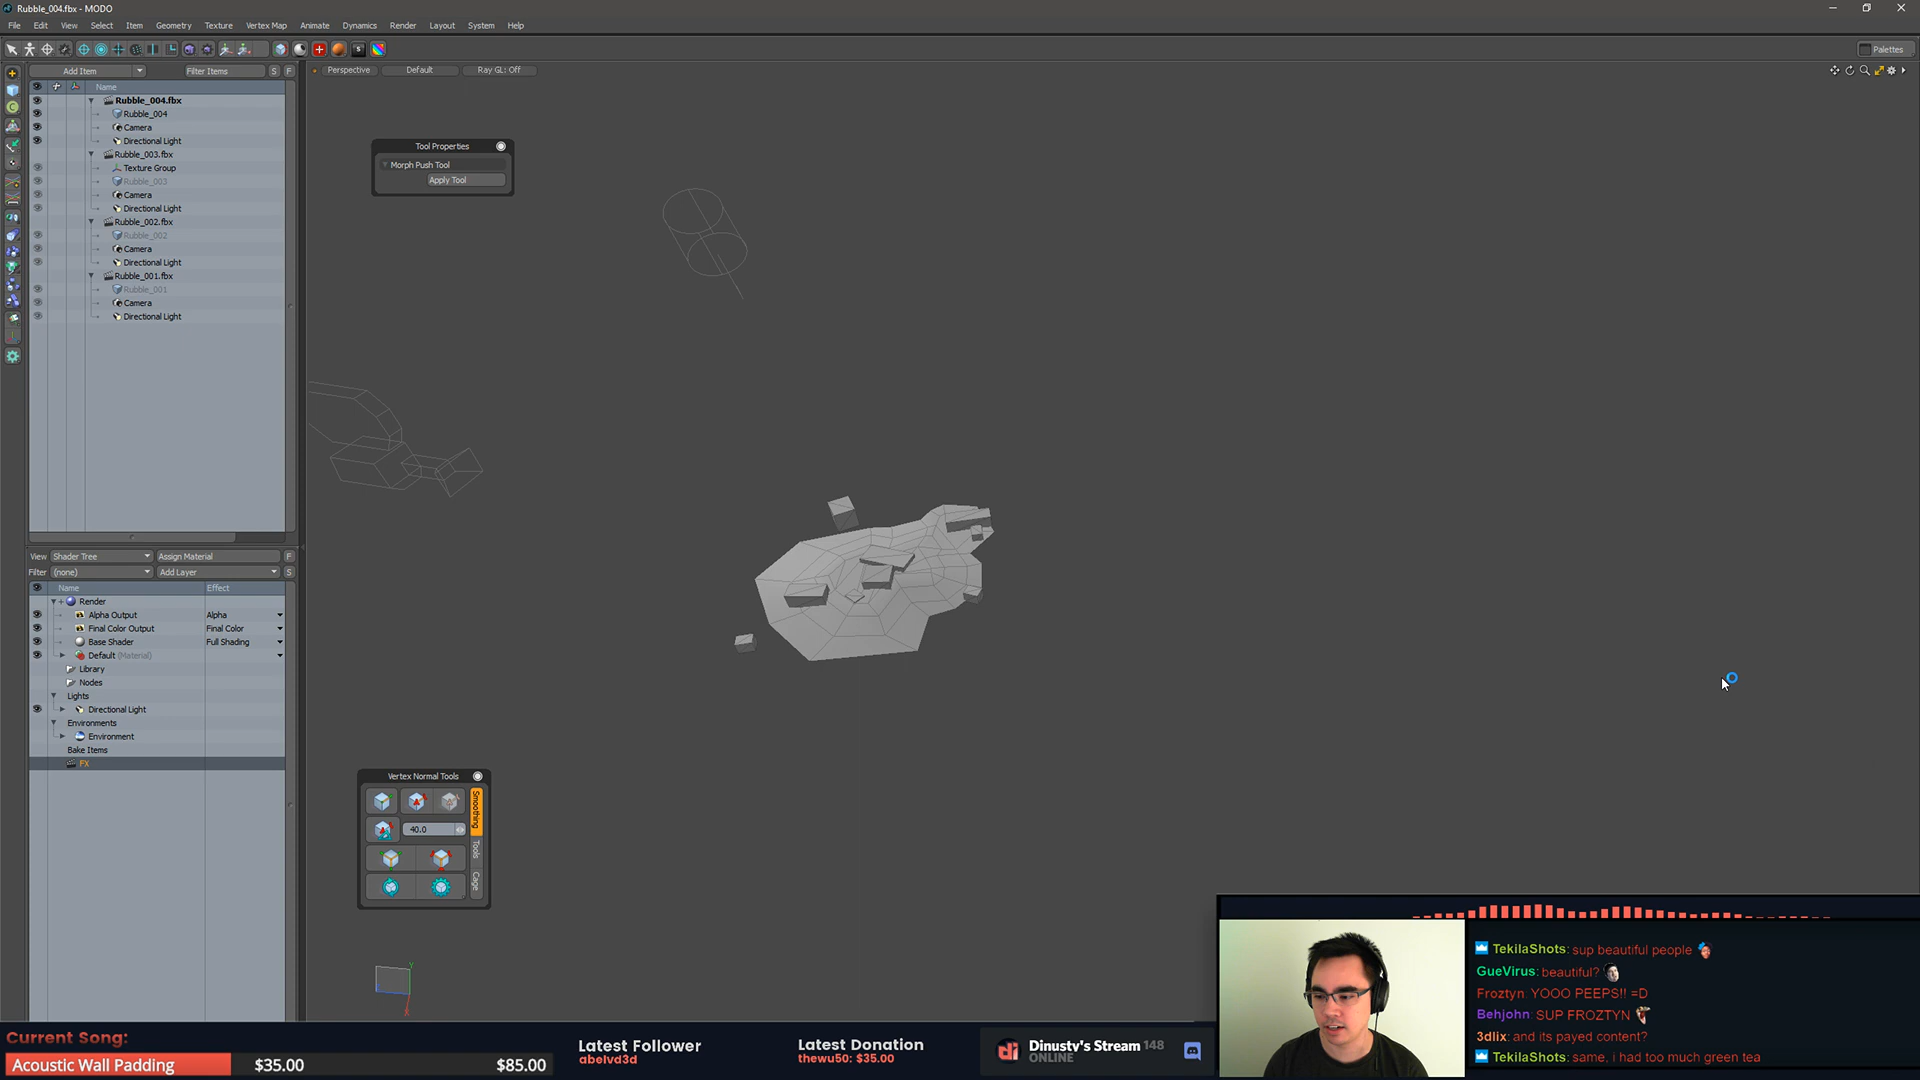 Rubble_004.fbx - MODO
File Edit View Select Item Geometry Texture Vertex Map Animate Dynamics Render Layout System Help
Palettes
Add Item Filter Items S F
Perspective Default Ray GL: Off
Name
Rubble_004.fbx
Rubble_004
Camera
Directional Light
Rubble_003.fbx
Texture Group
Rubble_003
Camera
Directional Light
Rubble_002.fbx
Rubble_002
Camera
Directional Light
Rubble_001.fbx
Rubble_001
Camera
Directional Light
Tool Properties
Morph Push Tool
Apply Tool
View Shader Tree Assign Material F
Filter (none) Add Layer S
Name Effect
Render
Alpha Output Alpha
Final Color Output Final Color
Base Shader Full Shading
Default (Material)
Library
Nodes
Lights
Directional Light
Environments
Environment
Bake Items
FX
Vertex Normal Tools
40.0
Smoothing
Tools
Cage
TekilaShots: sup beautiful people
GueVirus: beautiful?
Froztyn: YOOO PEEPS!! =D
Behjohn: SUP FROZTYN
3dlix: and its payed content?
TekilaShots: same, i had too much green tea
Current Song:
Acoustic Wall Padding $35.00 $85.00
Latest Follower
abelvd3d
Latest Donation
thewu50: $35.00
Dinusty's Stream 148
ONLINE